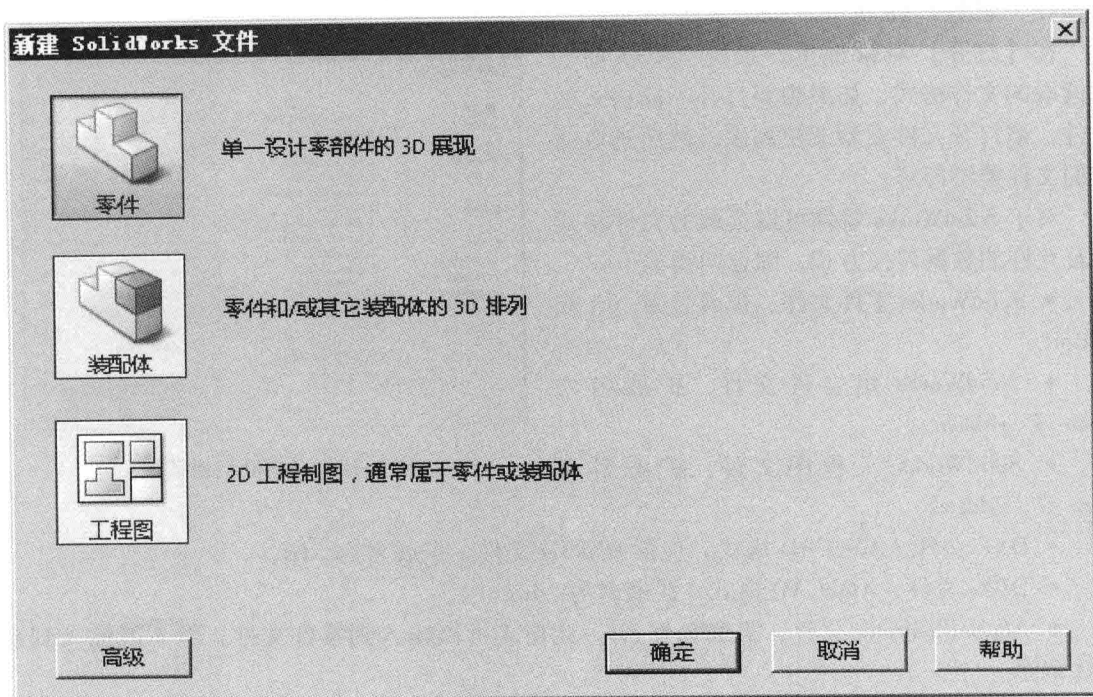 新建 SolidWorks 文件
单一设计零部件的 3D 展现
零件
零件和/或其它装配体的 3D 排列
装配体
2D 工程制图，通常属于零件或装配体
工程图
高级
确定
取消
帮助